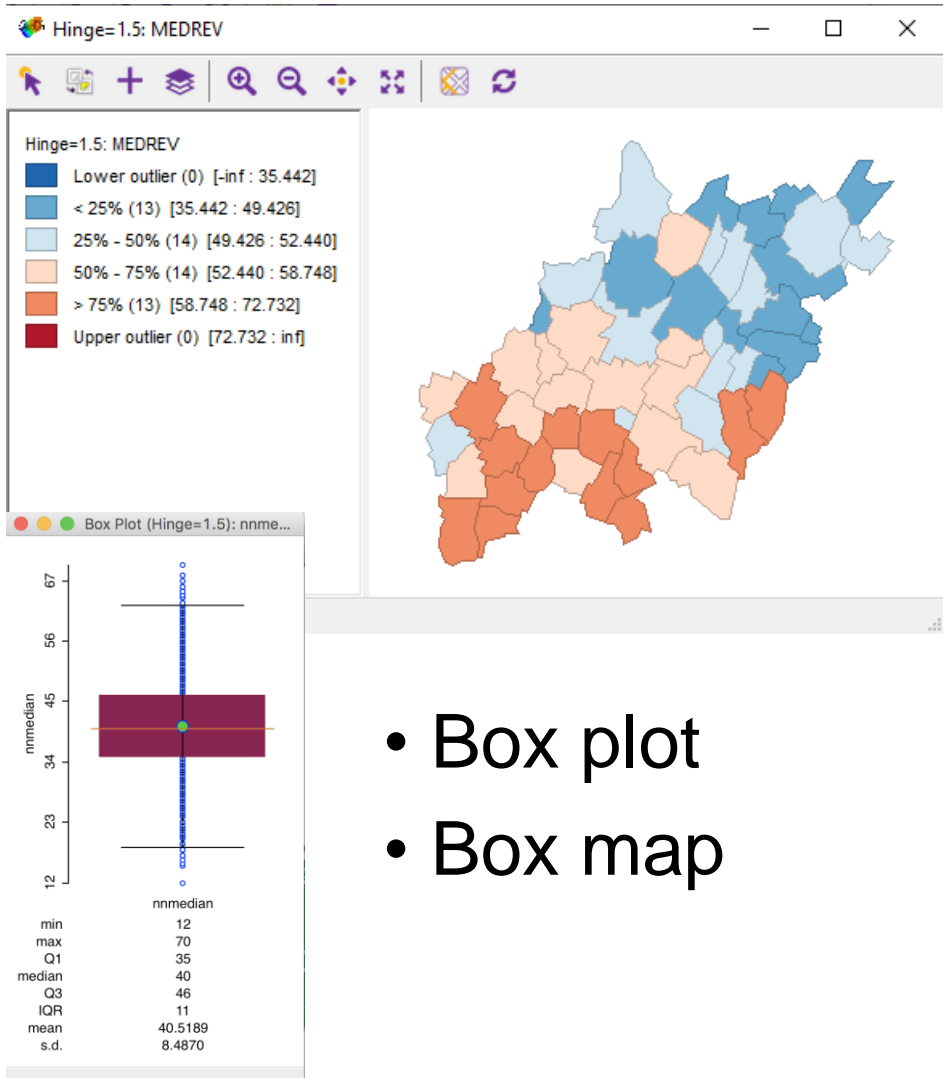 Hinge=1.5: MEDREV
Hinge=1.5: MEDREV
Lower outlier (0) [-inf : 35.442]
< 25% (13) [35.442 : 49.426]
25% - 50% (14) [49.426 : 52.440]
50% - 75% (14) [52.440 : 58.748]
> 75% (13) [58.748 : 72.732]
Upper outlier (0) [72.732 : inf]
Box Plot (Hinge=1.5): nnme...
67
56
45
34
23
12
nnmedian
nnmedian
min 12
max 70
Q1 35
median 40
Q3 46
IQR 11
mean 40.5189
s.d. 8.4870
• Box plot
• Box map